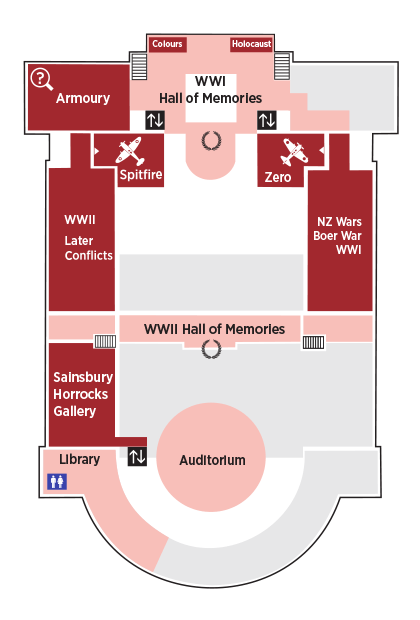 Colours
Holocaust
?
WWI
Hall of Memories
Armoury
Spitfire
Zero
WWII
Later
Conflicts
NZ Wars
Boer War
WWI
WWII Hall of Memories
Sainsbury
Horrocks
Gallery
Library
Auditorium